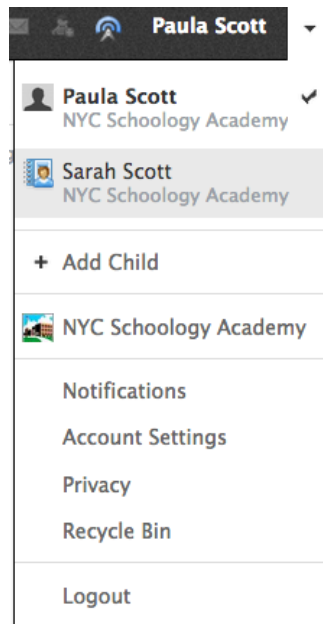 Paula Scott
Paula Scott
NYC Schoology Academy
Sarah Scott
NYC Schoology Academy
+ Add Child
NYC Schoology Academy
Notifications
Account Settings
Privacy
Recycle Bin
Logout